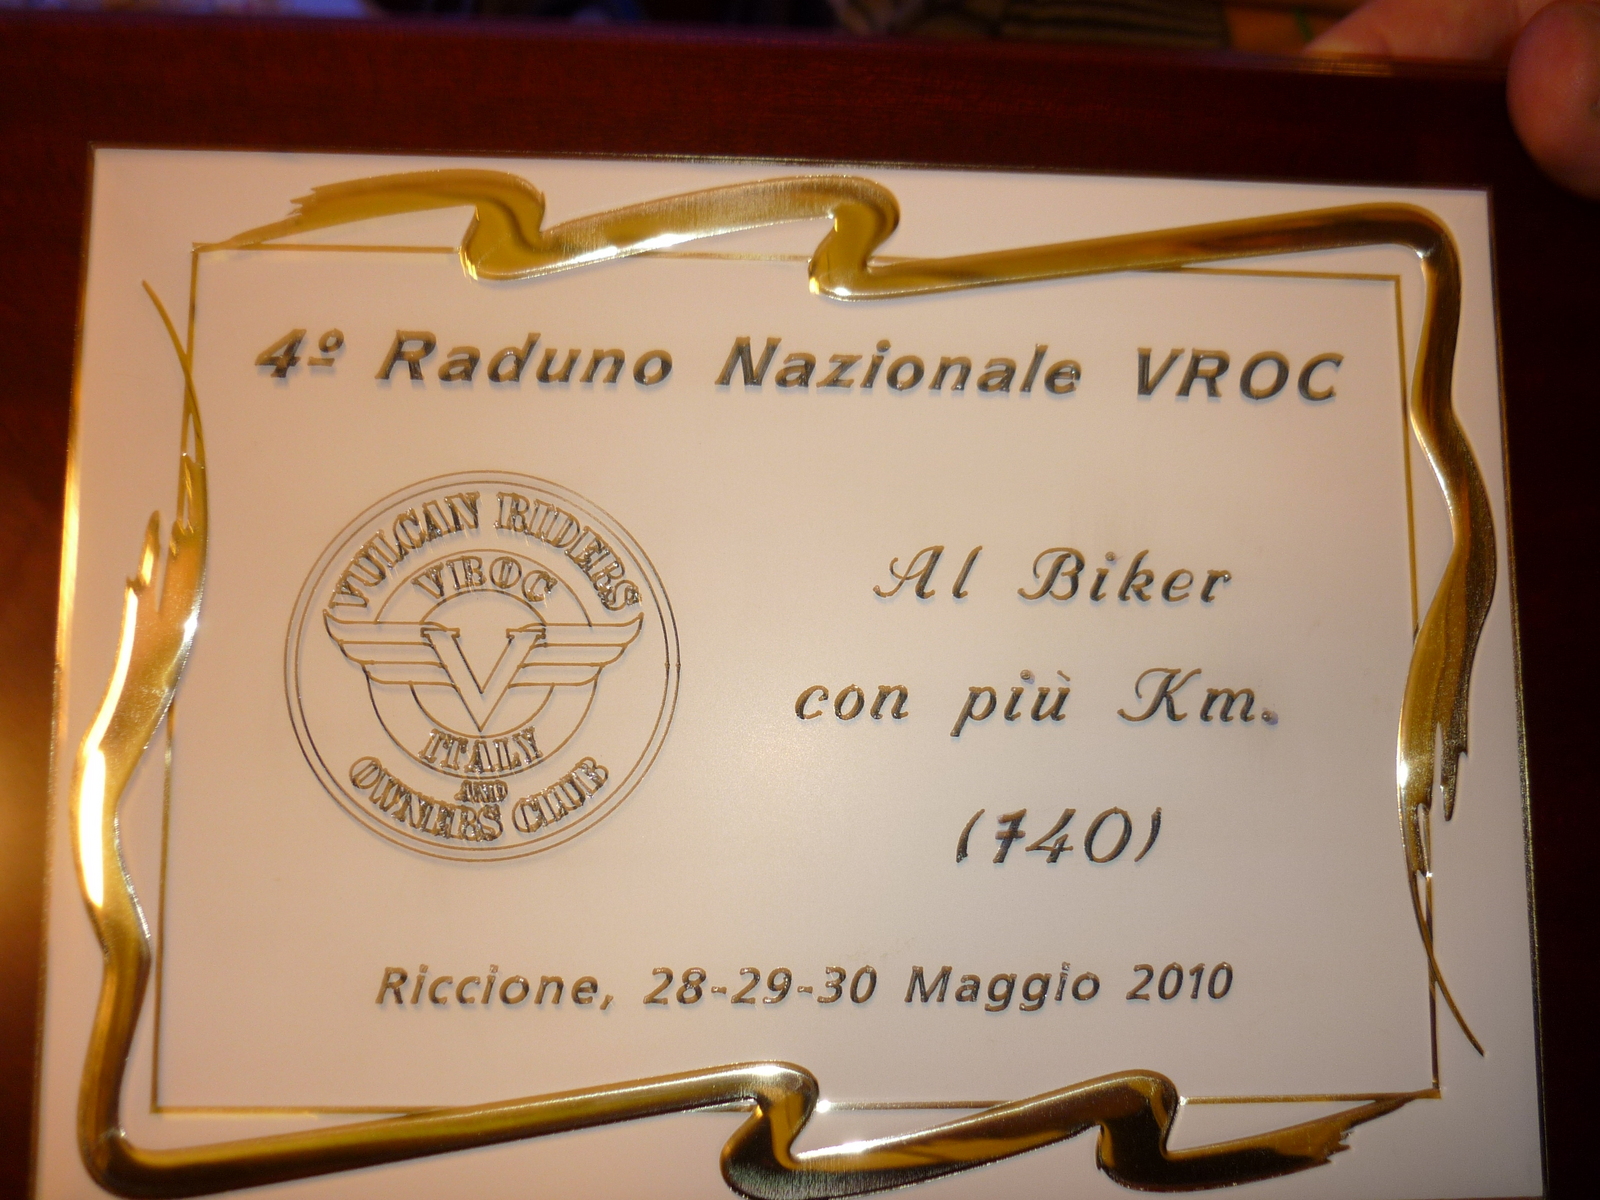 4º Raduno Nazionale VROC
VULCAN RIDERS
VROC
V
ITALY
AND
OWNERS CLUB
Al Biker
con più Km.
(740)
Riccione, 28-29-30 Maggio 2010